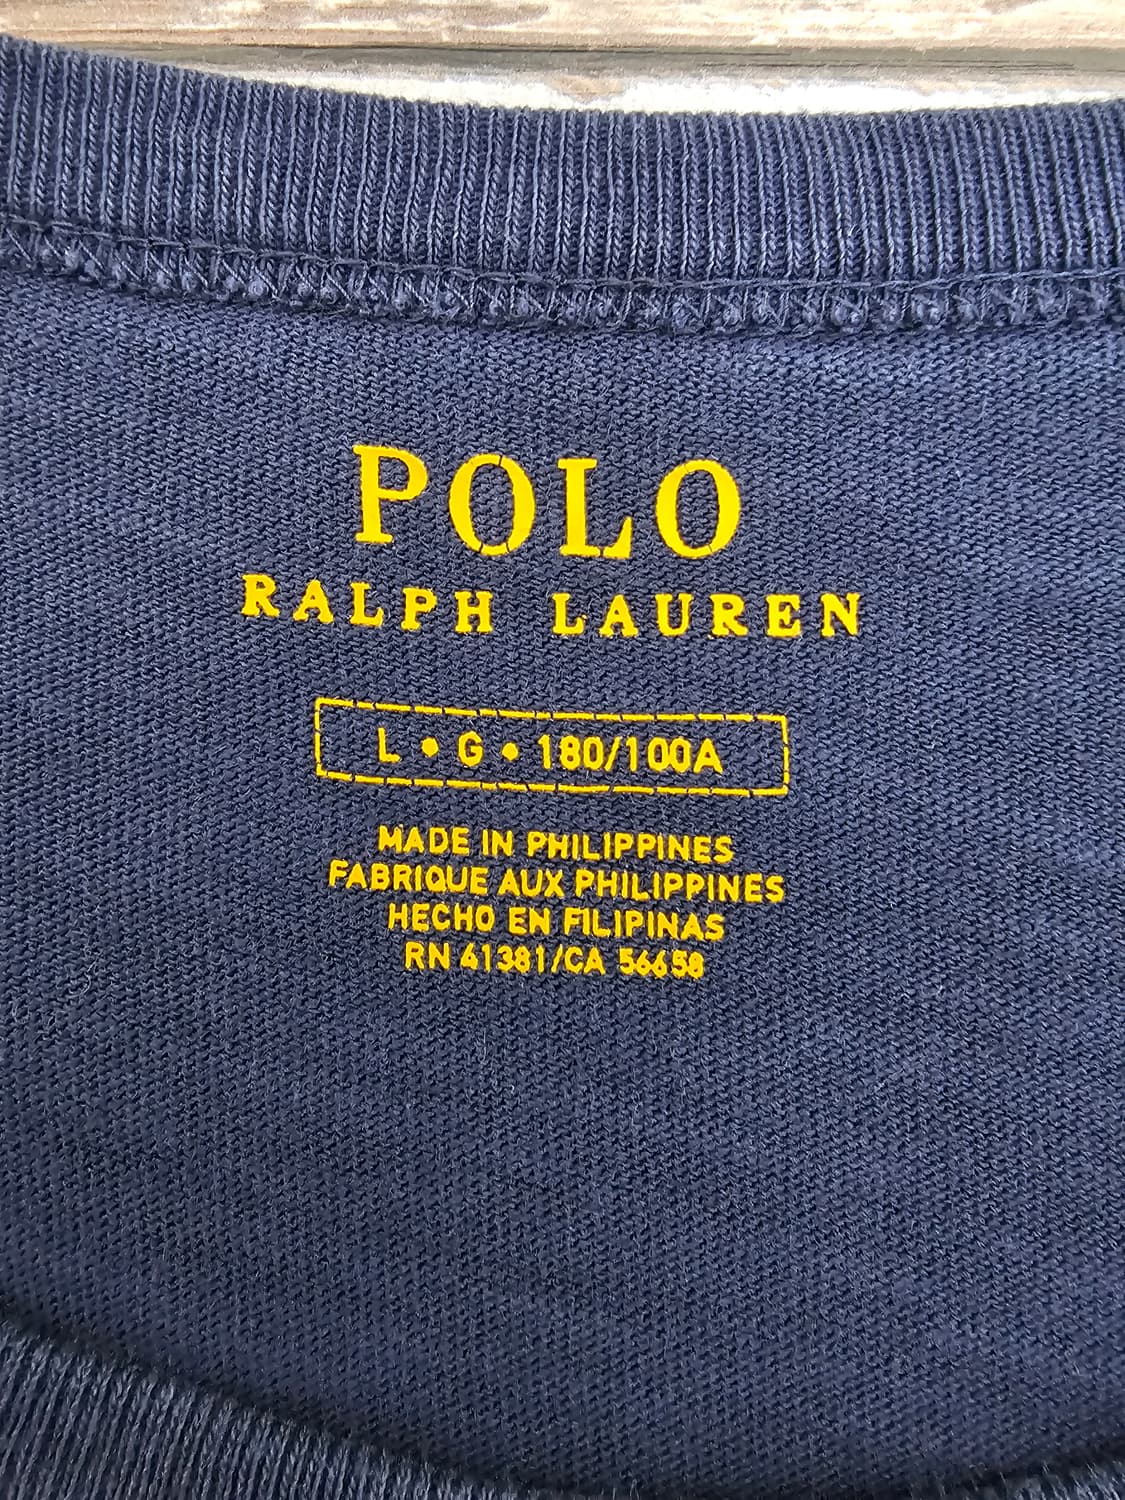 POLO
RALPH LAUREN
L • G • 180/100A
MADE IN PHILIPPINES
FABRIQUE AUX PHILIPPINES
HECHO EN FILIPINAS
RN 41381/CA 56658